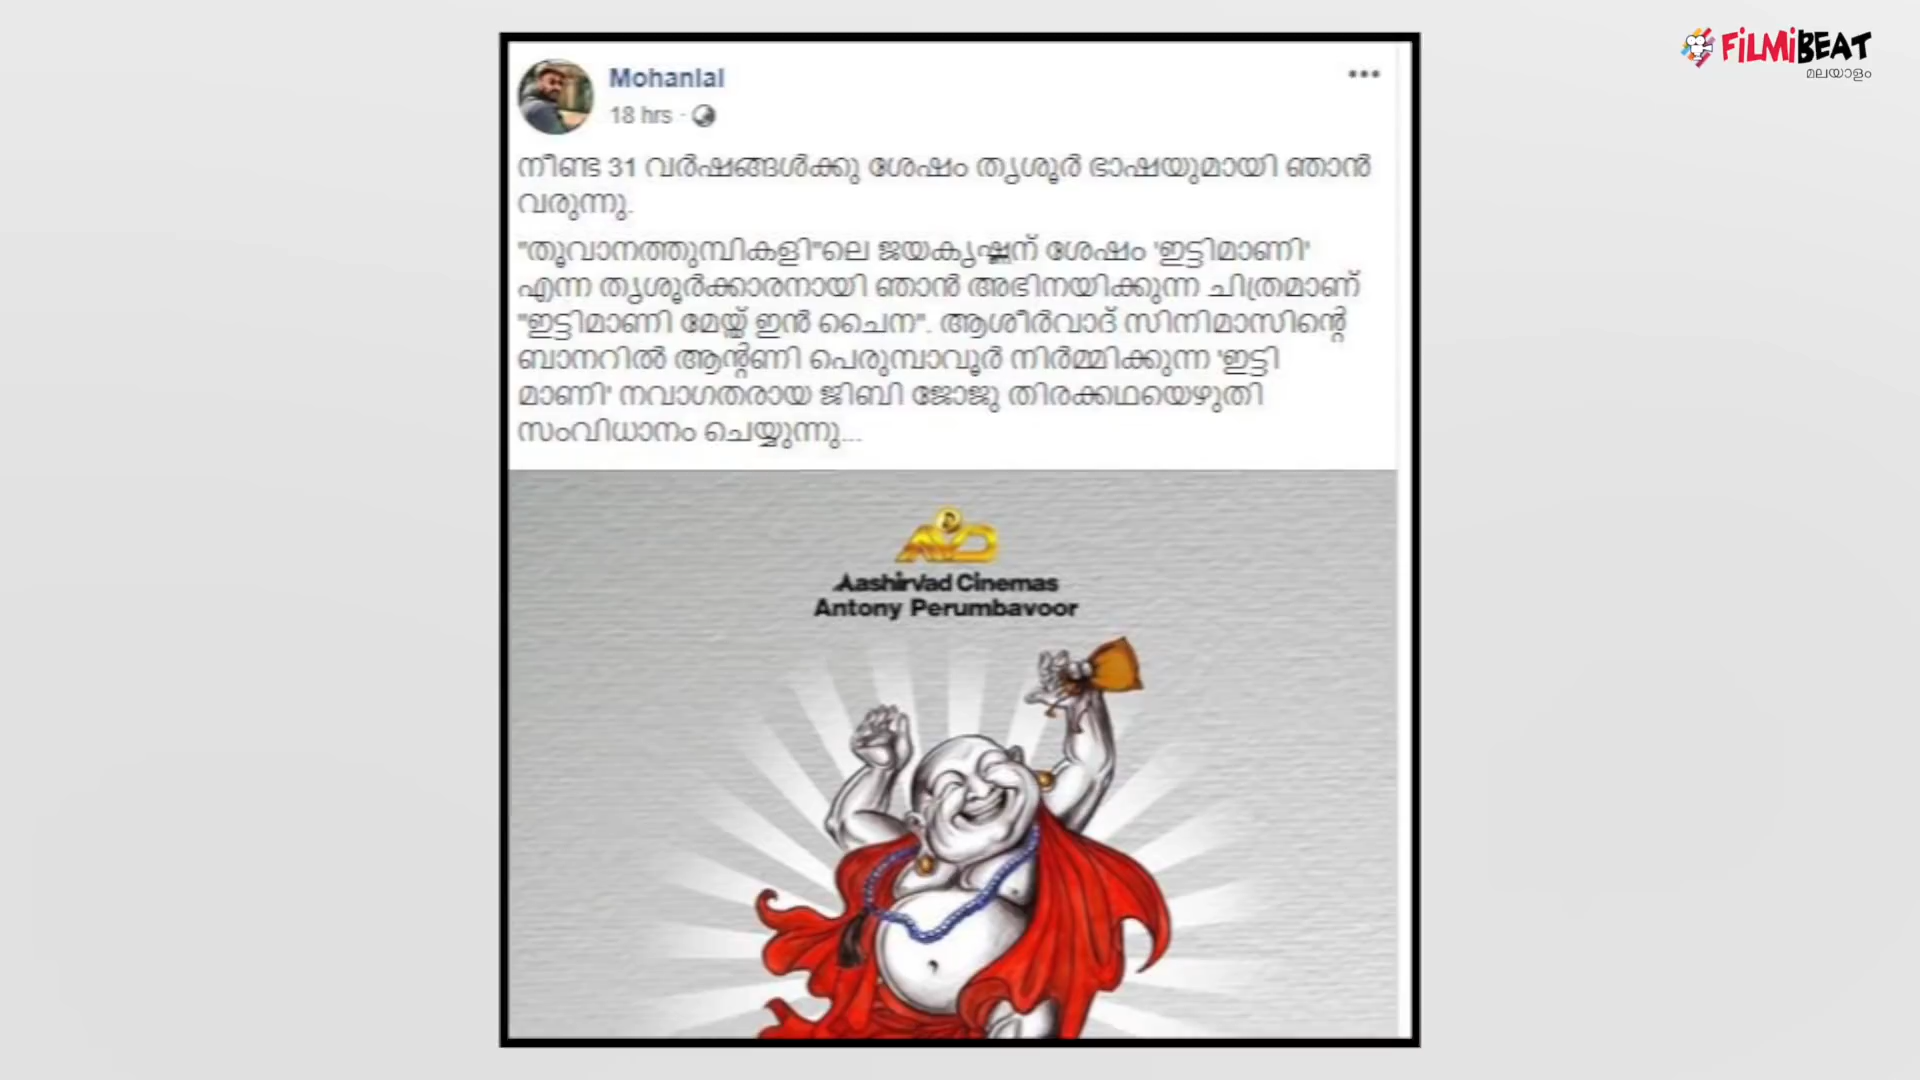 FiLMiBEAT
മലയാളം
Mohanlal
18 hrs ·
നീണ്ട 31 വർഷങ്ങൾക്കു ശേഷം തൃശൂർ ഭാഷയുമായി ഞാൻ
വരുന്നു.
"തൂവാനത്തുമ്പികളി"ലെ ജയകൃഷ്ണന് ശേഷം 'ഇട്ടിമാണി'
എന്ന തൃശൂർക്കാരനായി ഞാൻ അഭിനയിക്കുന്ന ചിത്രമാണ്
"ഇട്ടിമാണി മേയ്ഡ് ഇൻ ചൈന". ആശീർവാദ് സിനിമാസിന്റെ
ബാനറിൽ ആന്റണി പെരുമ്പാവൂർ നിർമ്മിക്കുന്ന 'ഇട്ടി
മാണി' നവാഗതരായ ജിബി ജോജു തിരക്കഥയെഴുതി
സംവിധാനം ചെയ്യുന്നു...
Aashirvad Cinemas
Antony Perumbavoor